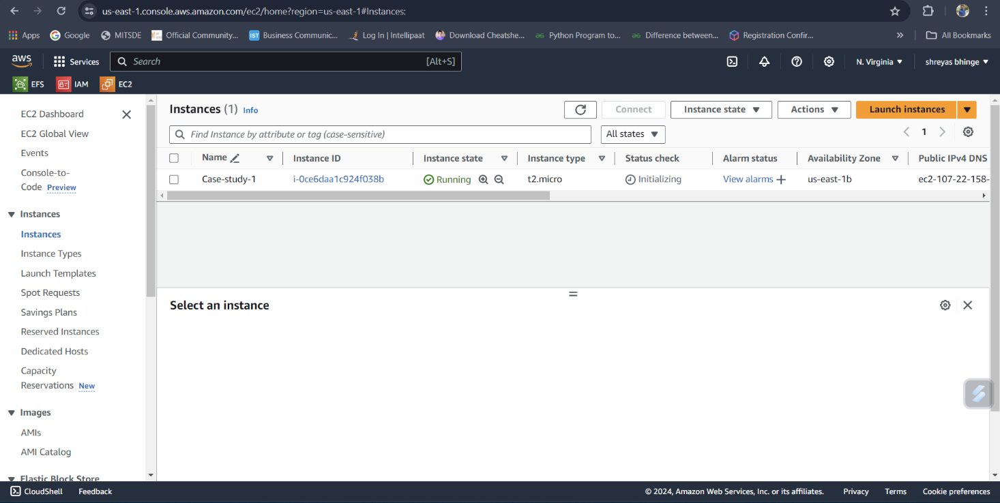 us-east-1.console.aws.amazon.com/ec2/home?region=us-east-1#Instances:
Apps Google MITSDE Official Community... IST Business Communic... Log In | Intellipaat Download Cheatshe... Python Program to... Difference between... Registration Confir... » All Bookmarks
aws Services Search [Alt+S] N. Virginia shreyas bhinge
EFS IAM EC2
EC2 Dashboard
EC2 Global View
Events
Console-to-
Code Preview
Instances
Instances
Instance Types
Launch Templates
Spot Requests
Savings Plans
Reserved Instances
Dedicated Hosts
Capacity
Reservations New
Images
AMIs
AMI Catalog
Elastic Block Store
Instances (1) Info Connect Instance state Actions Launch instances
Find Instance by attribute or tag (case-sensitive) All states 1
Name Instance ID Instance state Instance type Status check Alarm status Availability Zone Public IPv4 DNS
Case-study-1 i-0ce6daa1c924f038b Running t2.micro Initializing View alarms + us-east-1b ec2-107-22-158-
Select an instance
CloudShell Feedback © 2024, Amazon Web Services, Inc. or its affiliates. Privacy Terms Cookie preferences